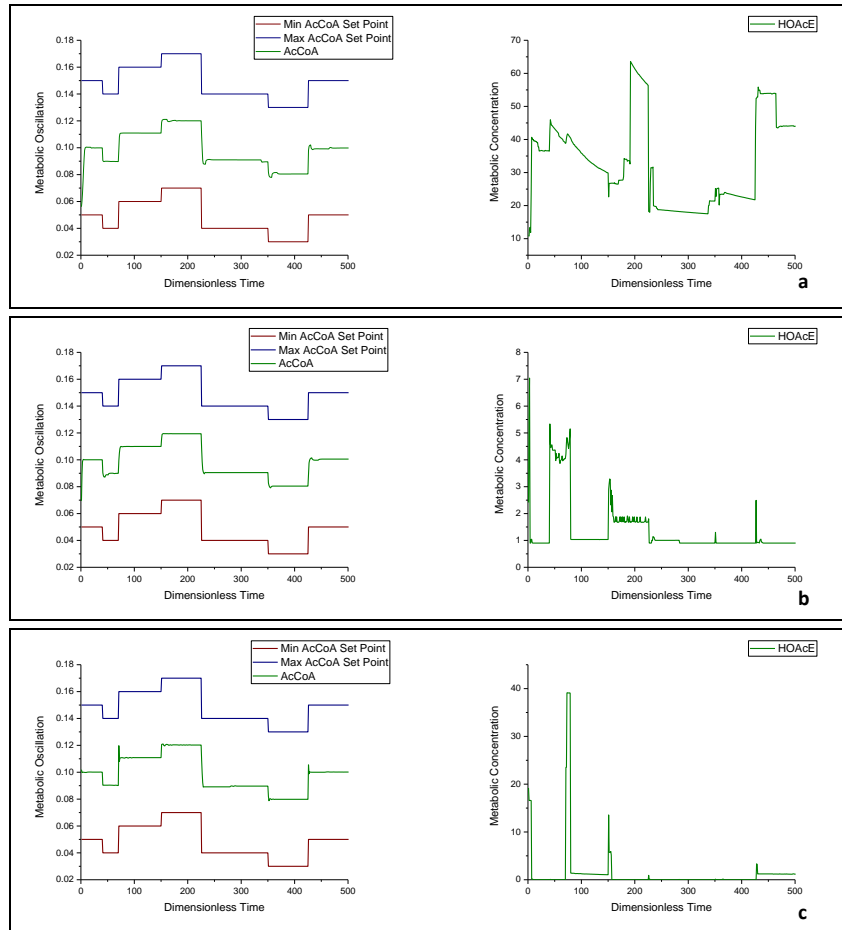 Min AcCoA Set Point
Max AcCoA Set Point
AcCoA
0.18
0.16
0.14
0.12
0.10
0.08
0.06
0.04
0.02
Metabolic Oscillation
0 100 200 300 400 500
Dimensionless Time
HOAcE
70
60
50
40
30
20
10
Metabolic Concentration
0 100 200 300 400 500
Dimensionless Time
a
Min AcCoA Set Point
Max AcCoA Set Point
AcCoA
0.18
0.16
0.14
0.12
0.10
0.08
0.06
0.04
0.02
Metabolic Oscillation
0 100 200 300 400 500
Dimensionless Time
HOAcE
8
7
6
5
4
3
2
1
0
Metabolic Concentration
0 100 200 300 400 500
Dimensionless Time
b
Min AcCoA Set Point
Max AcCoA Set Point
AcCoA
0.18
0.16
0.14
0.12
0.10
0.08
0.06
0.04
0.02
Metabolic Oscillation
0 100 200 300 400 500
Dimensionless Time
HOAcE
40
30
20
10
0
Metabolic Concentration
0 100 200 300 400 500
Dimensionless Time
c